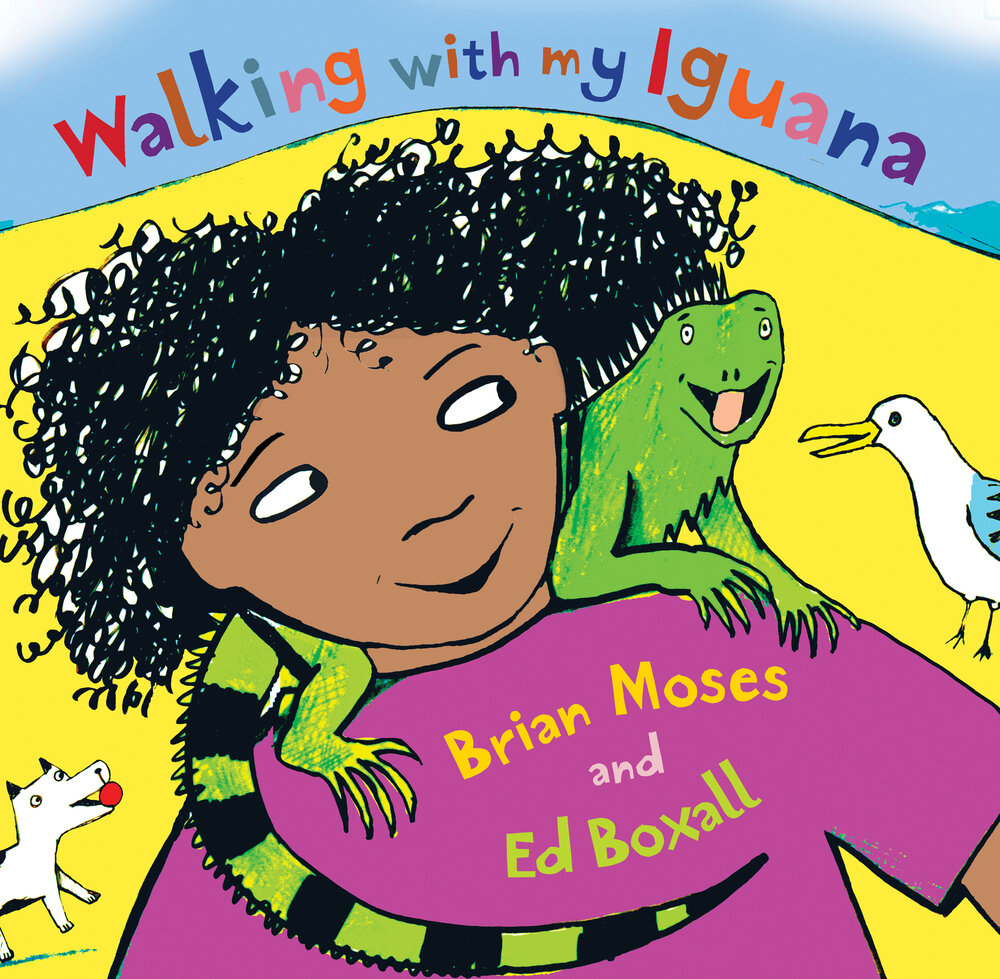 Walking with my Iguana
Brian Moses
and
Ed Boxall